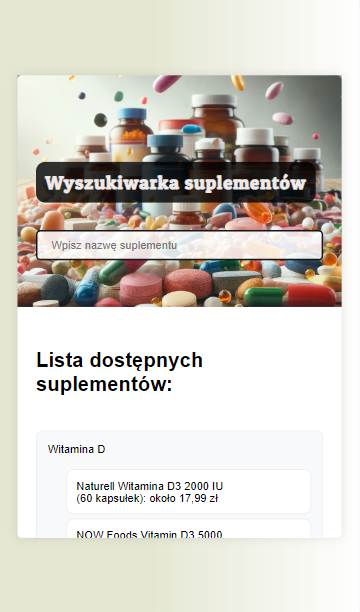 Wyszukiwarka suplementów
Wpisz nazwę suplementu
Lista dostępnych
suplementów:
Witamina D
Naturell Witamina D3 2000 IU
(60 kapsułek): około 17,99 zł
NOW Foods Vitamin D3 5000